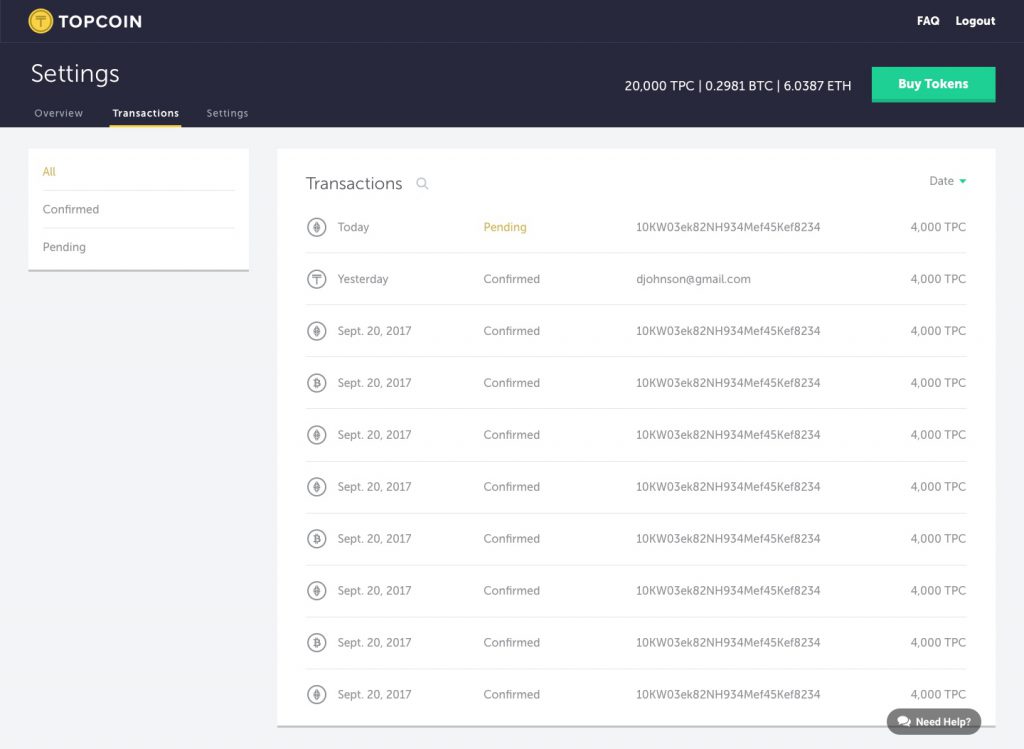 TOPCOIN
FAQ Logout
Settings
20,000 TPC | 0.2981 BTC | 6.0387 ETH Buy Tokens
Overview Transactions Settings
All
Confirmed
Pending
Transactions Date
Today Pending 10KW03ek82NH934Mef45Kef8234 4,000 TPC
Yesterday Confirmed djohnson@gmail.com 4,000 TPC
Sept. 20, 2017 Confirmed 10KW03ek82NH934Mef45Kef8234 4,000 TPC
Sept. 20, 2017 Confirmed 10KW03ek82NH934Mef45Kef8234 4,000 TPC
Sept. 20, 2017 Confirmed 10KW03ek82NH934Mef45Kef8234 4,000 TPC
Sept. 20, 2017 Confirmed 10KW03ek82NH934Mef45Kef8234 4,000 TPC
Sept. 20, 2017 Confirmed 10KW03ek82NH934Mef45Kef8234 4,000 TPC
Sept. 20, 2017 Confirmed 10KW03ek82NH934Mef45Kef8234 4,000 TPC
Sept. 20, 2017 Confirmed 10KW03ek82NH934Mef45Kef8234 4,000 TPC
Sept. 20, 2017 Confirmed 10KW03ek82NH934Mef45Kef8234 4,000 TPC
Need Help?